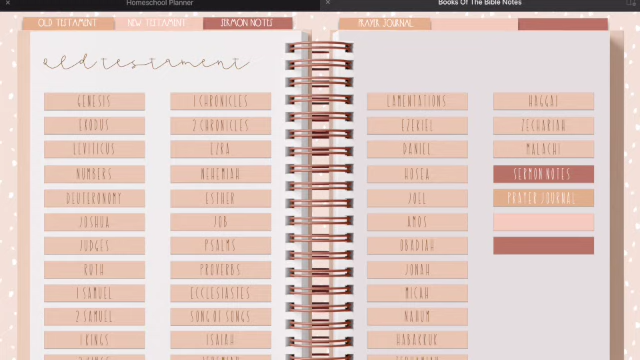 Homeschool Planner
Books Of The Bible Notes
OLD TESTAMENT
NEW TESTAMENT
SERMON NOTES
PRAYER JOURNAL
old testament
GENESIS
EXODUS
LEVITICUS
NUMBERS
DEUTERONOMY
JOSHUA
JUDGES
RUTH
1 SAMUEL
2 SAMUEL
1 KINGS
1 CHRONICLES
2 CHRONICLES
EZRA
NEHEMIAH
ESTHER
JOB
PSALMS
PROVERBS
ECCLESIASTES
SONG OF SONGS
ISAIAH
LAMENTATIONS
EZEKIEL
DANIEL
HOSEA
JOEL
AMOS
OBADIAH
JONAH
MICAH
NAHUM
HABAKKUK
HAGGAI
ZECHARIAH
MALACHI
SERMON NOTES
PRAYER JOURNAL